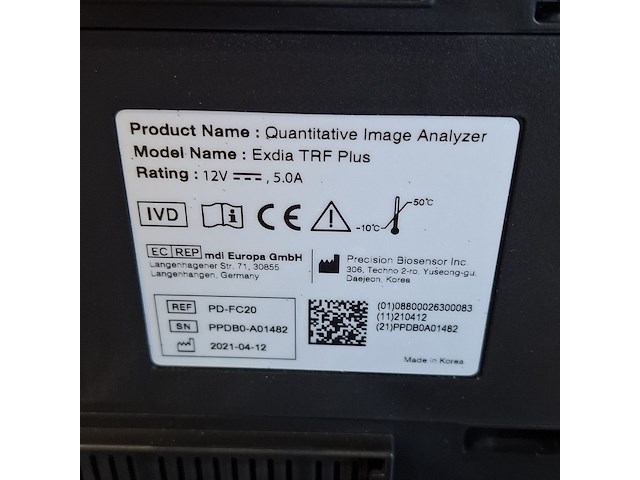 Product Name : Quantitative Image Analyzer
Model Name : Exdia TRF Plus
Rating : 12V ⎓, 5.0A
IVD
i
CE
-10℃
50℃
EC REP mdi Europa GmbH
Langenhagener Str. 71, 30855
Langenhangen, Germany
Precision Biosensor Inc.
306, Techno 2-ro, Yuseong-gu,
Daejeon, Korea
REF PD-FC20
SN PPDB0-A01482
2021-04-12
(01)08800026300083
(11)210412
(21)PPDB0A01482
Made in Korea